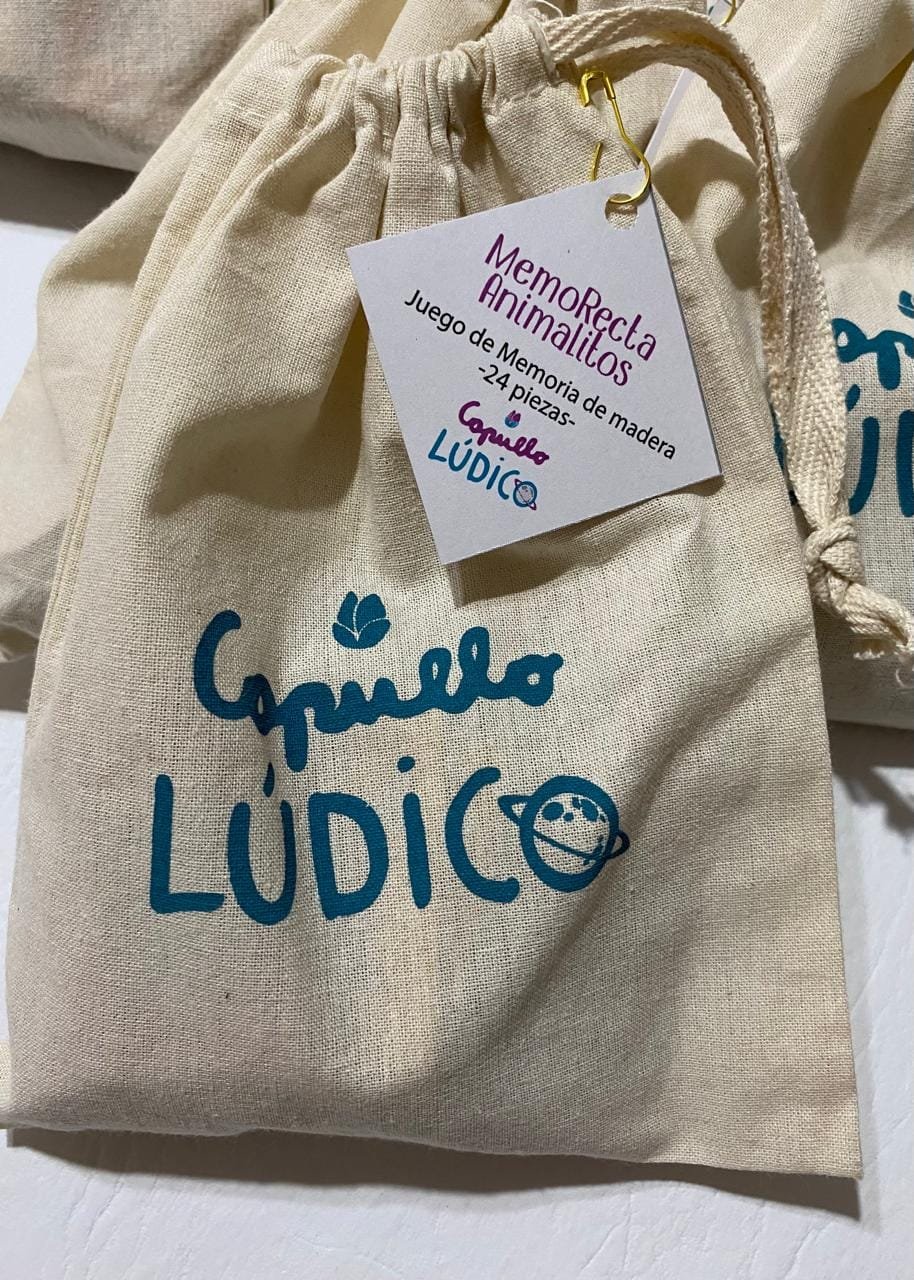 MemoRecta
Animalitos
Juego de Memoria de madera
-24 piezas-
Capullo
LÚDICO
Capullo
LÚDICO